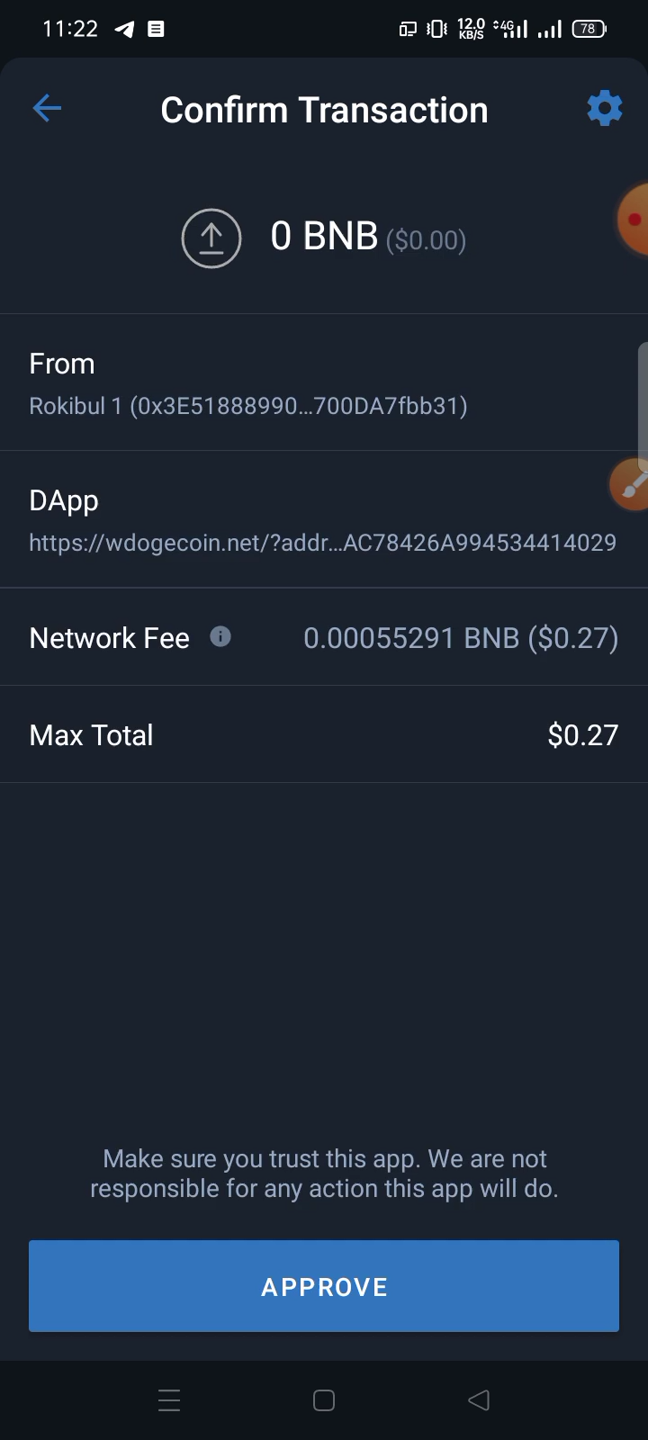 11:22
12.0
KB/S
4G
78
Confirm Transaction
0 BNB ($0.00)
From
Rokibul 1 (0x3E51888990...700DA7fbb31)
DApp
https://wdogecoin.net/?addr...AC78426A994534414029
Network Fee
0.00055291 BNB ($0.27)
Max Total
$0.27
Make sure you trust this app. We are not
responsible for any action this app will do.
APPROVE